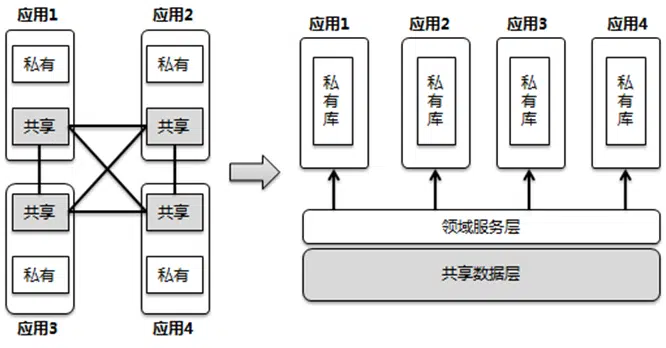 应用1
应用2
私有
私有
共享
共享
共享
共享
私有
私有
应用3
应用4
应用1
应用2
应用3
应用4
私有库
私有库
私有库
私有库
领域服务层
共享数据层